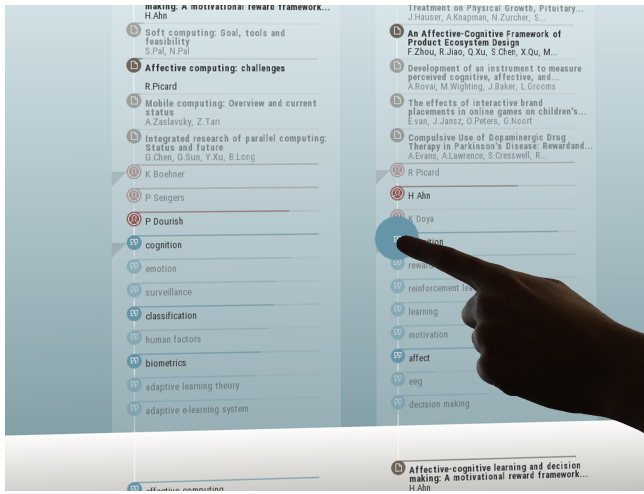 making: A motivational reward framework...
H.Ahn
Soft computing: Goal, tools and
feasibility
S.Pal, N.Pal
Affective computing: challenges
R.Picard
Mobile computing: Overview and current
status
A.Zaslavsky, Z.Tari
Integrated research of parallel computing:
Status and future
G.Chen, G.Sun, Y.Xu, B.Long
K Boehner
P Sengers
P Dourish
cognition
emotion
surveillance
classification
human factors
biometrics
adaptive learning theory
adaptive e-learning system
affective computing
Treatment on Physical Growth, Pituitary...
J.Hauser, A.Knapman, N.Zurcher, S...
An Affective-Cognitive Framework of
Product Ecosystem Design
F.Zhou, R.Jiao, Q.Xu, S.Chen, X.Qu, M...
Development of an instrument to measure
perceived cognitive, affective, and...
A.Rovai, M.Wighting, J.Baker, L.Grooms
The effects of interactive brand
placements in online games on children's...
E.van, J.Jansz, O.Peters, G.Noort
Compulsive Use of Dopaminergic Drug
Therapy in Parkinson's Disease: Rewardand...
A.Evans, A.Lawrence, S.Cresswell, R...
R Picard
H Ahn
K Doya
reward
reinforcement lea
learning
motivation
affect
eeg
decision making
Affective-cognitive learning and decision
making: A motivational reward framework...
H.Ahn